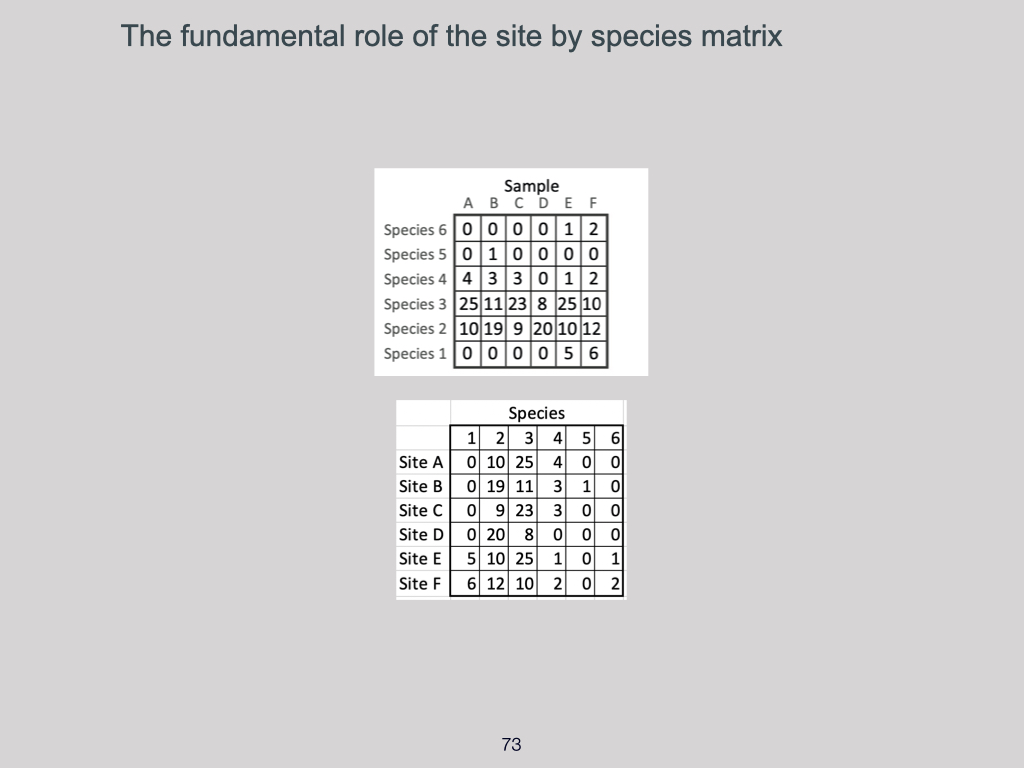 The fundamental role of the site by species matrix
Sample
A B C D E F
Species 6 0 0 0 0 1 2
Species 5 0 1 0 0 0 0
Species 4 4 3 3 0 1 2
Species 3 25 11 23 8 25 10
Species 2 10 19 9 20 10 12
Species 1 0 0 0 0 5 6
Species
1 2 3 4 5 6
Site A 0 10 25 4 0 0
Site B 0 19 11 3 1 0
Site C 0 9 23 3 0 0
Site D 0 20 8 0 0 0
Site E 5 10 25 1 0 1
Site F 6 12 10 2 0 2
73